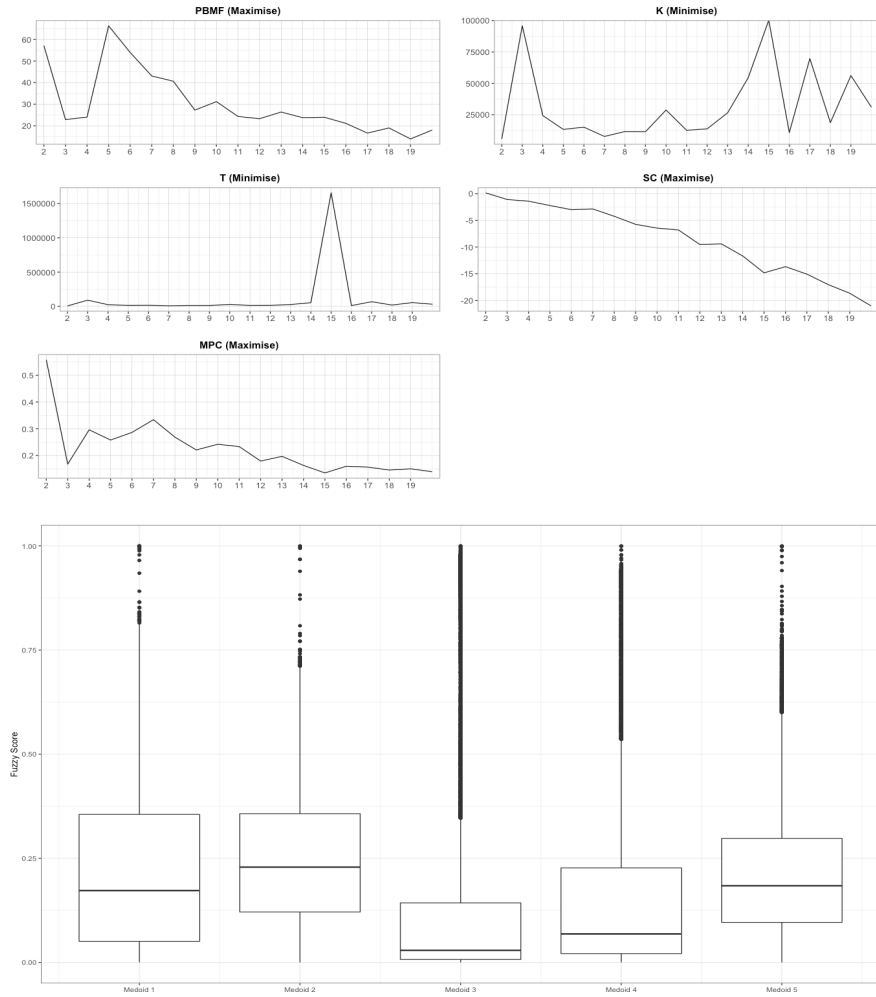 PBMF (Maximise)
60
50
40
30
20
2 3 4 5 6 7 8 9 10 11 12 13 14 15 16 17 18 19
K (Minimise)
100000
75000
50000
25000
2 3 4 5 6 7 8 9 10 11 12 13 14 15 16 17 18 19
T (Minimise)
1500000
1000000
500000
0
2 3 4 5 6 7 8 9 10 11 12 13 14 15 16 17 18 19
SC (Maximise)
0
-5
-10
-15
-20
2 3 4 5 6 7 8 9 10 11 12 13 14 15 16 17 18 19
MPC (Maximise)
0.5
0.4
0.3
0.2
2 3 4 5 6 7 8 9 10 11 12 13 14 15 16 17 18 19
Fuzzy Score
1.00
0.75
0.50
0.25
0.00
Medoid 1 Medoid 2 Medoid 3 Medoid 4 Medoid 5